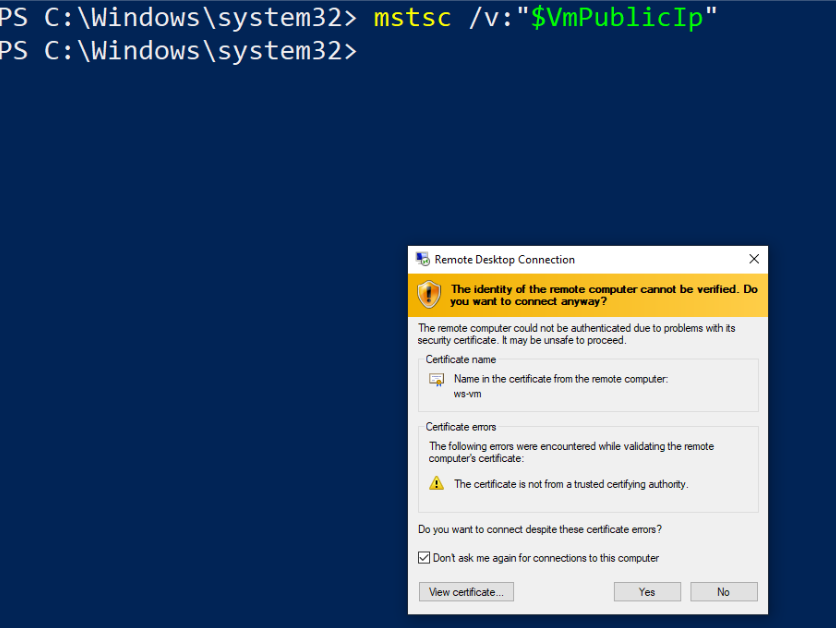 PS C:\Windows\system32> mstsc /v:"$VmPublicIp"
PS C:\Windows\system32>
Remote Desktop Connection
The identity of the remote computer cannot be verified. Do
you want to connect anyway?
The remote computer could not be authenticated due to problems with its
security certificate. It may be unsafe to proceed.
Certificate name
Name in the certificate from the remote computer:
ws-vm
Certificate errors
The following errors were encountered while validating the remote
computer's certificate:
The certificate is not from a trusted certifying authority.
Do you want to connect despite these certificate errors?
Don't ask me again for connections to this computer
View certificate... Yes No